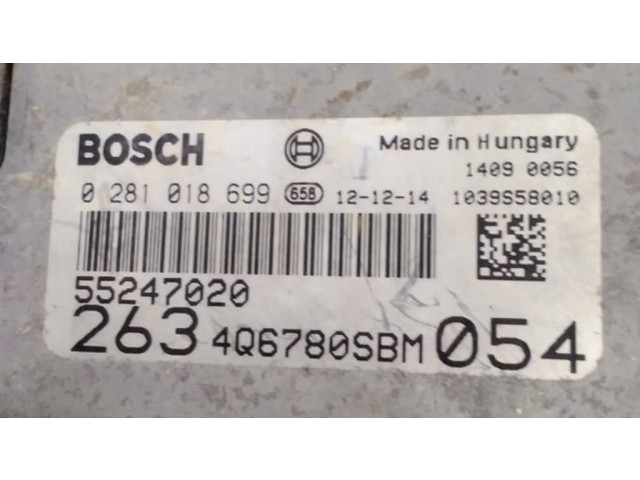 BOSCH Made in Hungary
1409 0056
0 281 018 699 658 12-12-14 1039S58010
55247020
263 4Q6780SBM 054